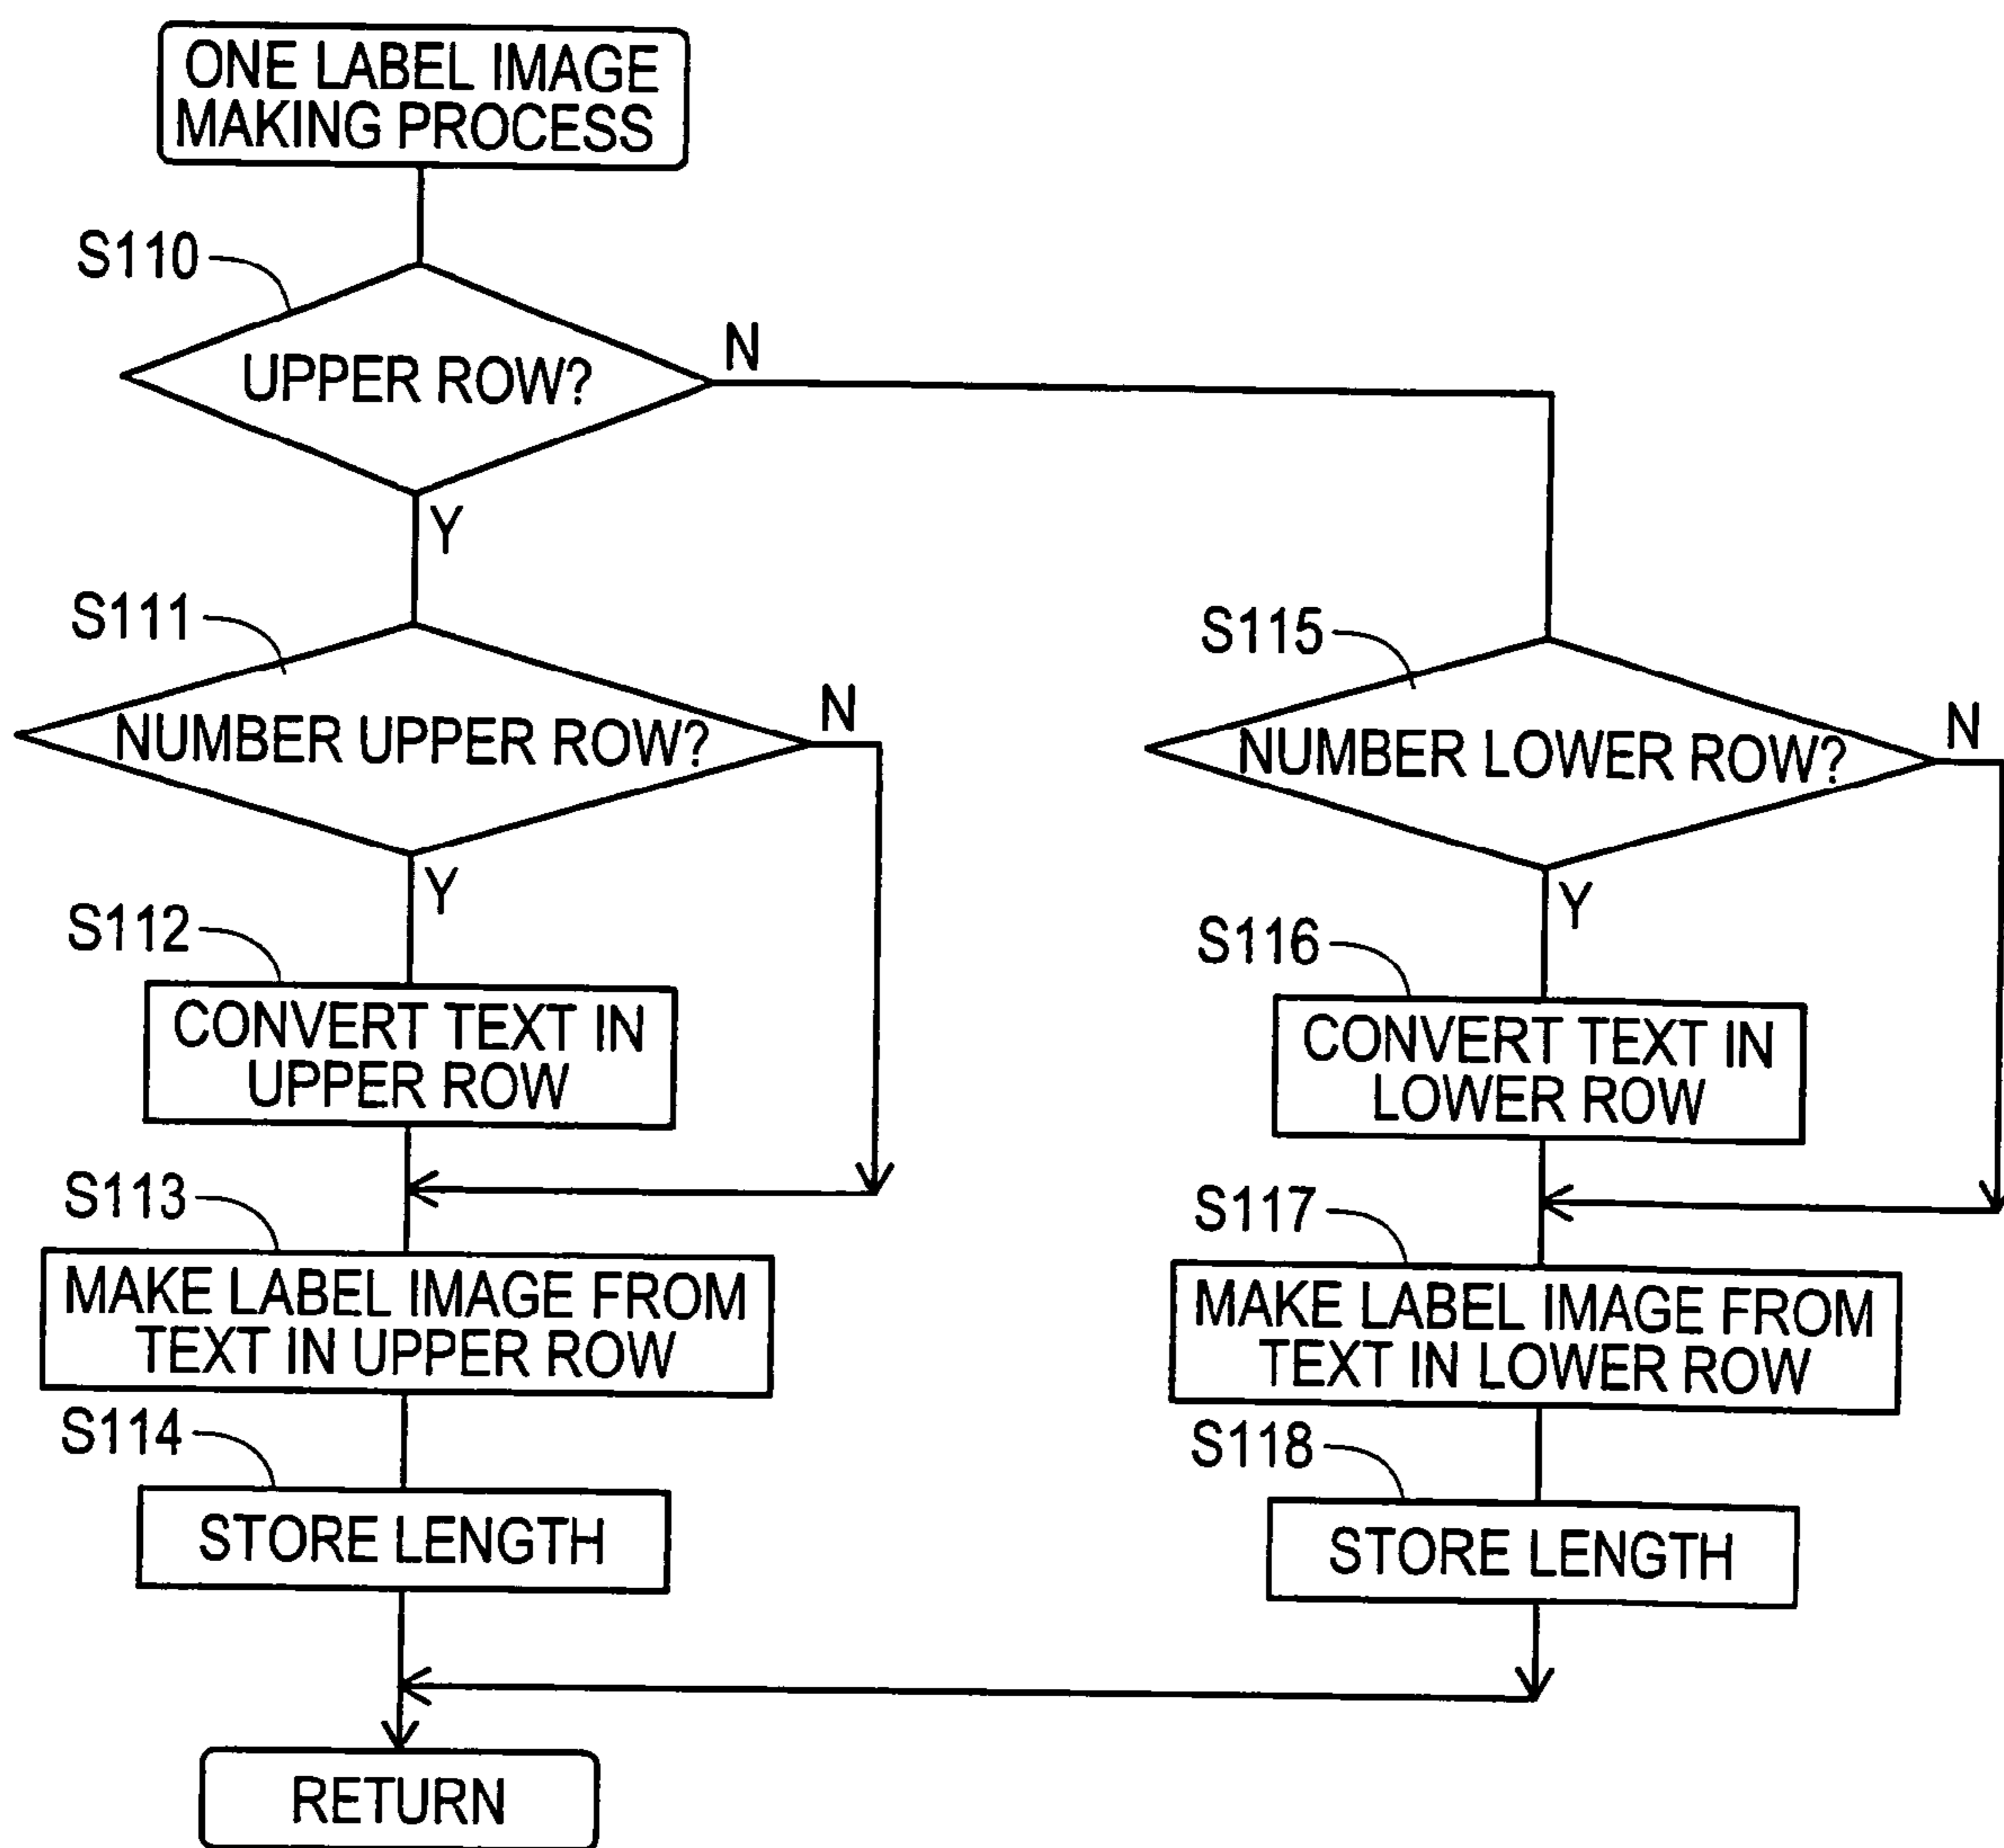 ONE LABEL IMAGE
MAKING PROCESS
S110
UPPER ROW?
N
Y
S111
NUMBER UPPER ROW?
N
Y
S112
CONVERT TEXT IN
UPPER ROW
S113
MAKE LABEL IMAGE FROM
TEXT IN UPPER ROW
S114
STORE LENGTH
S115
NUMBER LOWER ROW?
N
Y
S116
CONVERT TEXT IN
LOWER ROW
S117
MAKE LABEL IMAGE FROM
TEXT IN LOWER ROW
S118
STORE LENGTH
RETURN